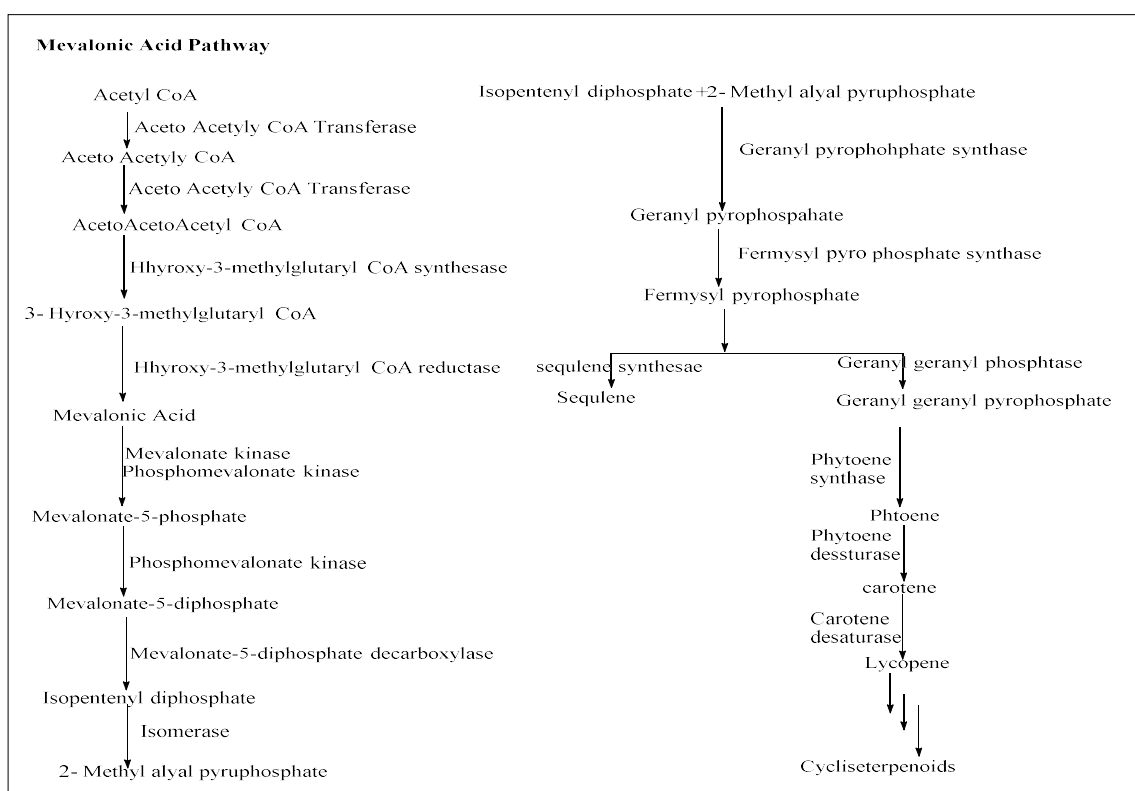 Mevalonic Acid Pathway
Acetyl CoA
Aceto Acetyly CoA Transferase
Aceto Acetyly CoA
Aceto Acetyly CoA Transferase
AcetoAcetoAcetyl CoA
Hhyroxy-3-methylglutaryl CoA synthesase
3- Hyroxy-3-methylglutaryl CoA
Hhyroxy-3-methylglutaryl CoA reductase
Mevalonic Acid
Mevalonate kinase
Phosphomevalonate kinase
Mevalonate-5-phosphate
Phosphomevalonate kinase
Mevalonate-5-diphosphate
Mevalonate-5-diphosphate decarboxylase
Isopentenyl diphosphate
Isomerase
2- Methyl alyal pyruphosphate
Isopentenyl diphosphate +2- Methyl alyal pyruphosphate
Geranyl pyrophohphate synthase
Geranyl pyrophospahate
Fermysyl pyro phosphate synthase
Fermysyl pyrophosphate
sequlene synthesae
Sequlene
Geranyl geranyl phosphtase
Geranyl geranyl pyrophosphate
Phytoene
synthase
Phtoene
Phytoene
dessturase
carotene
Carotene
desaturase
Lycopene
Cycliseterpenoids